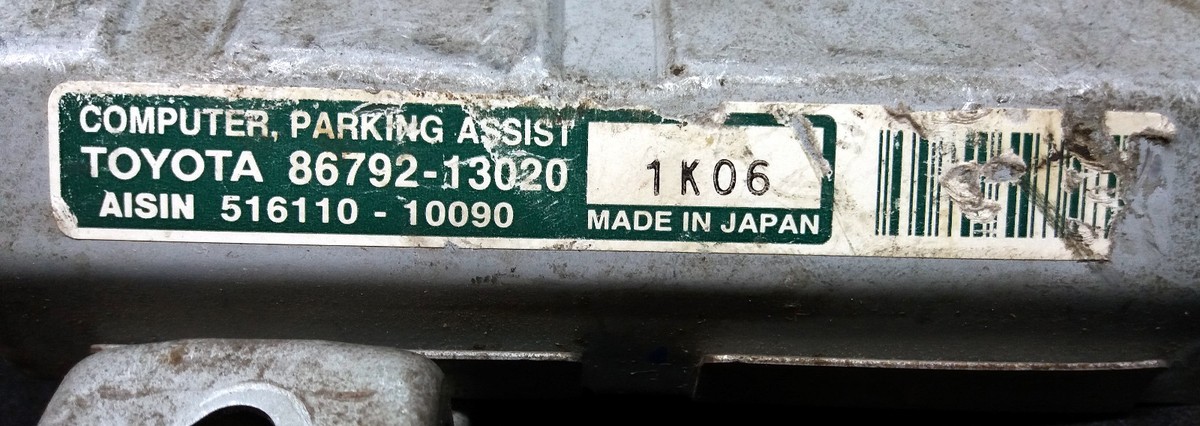 COMPUTER, PARKING ASSIST
TOYOTA 86792-13020
AISIN 516110 - 10090
1K06
MADE IN JAPAN